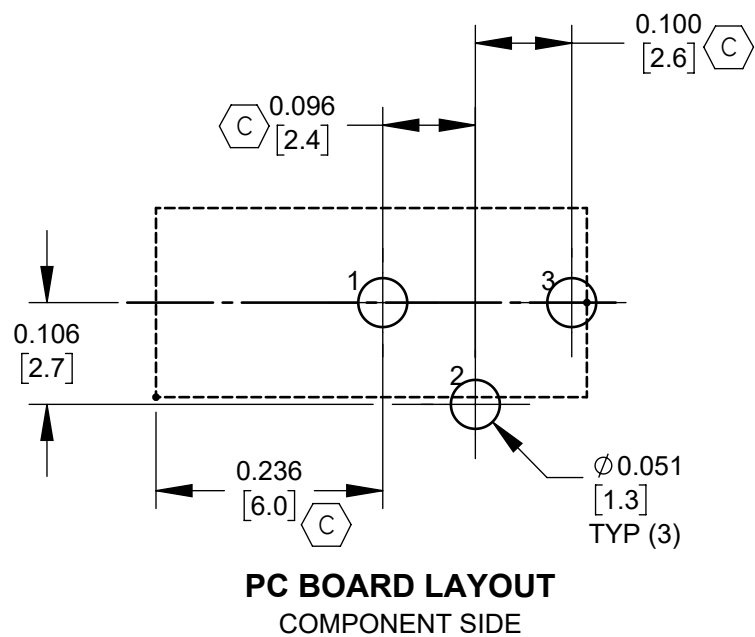 0.100
[2.6] C
C 0.096
[2.4]
1
3
0.106
[2.7]
2
0.236
[6.0] C
∅0.051
[1.3]
TYP (3)
PC BOARD LAYOUT
COMPONENT SIDE